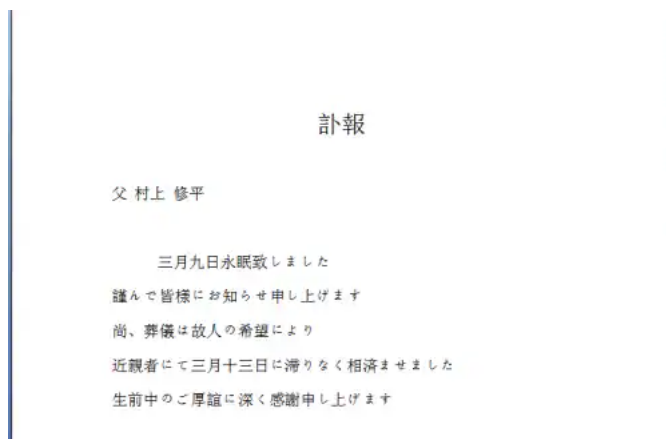 訃報
父 村上 修平
三月九日永眠致しました
謹んで皆様にお知らせ申し上げます
尚、葬儀は故人の希望により
近親者にて三月十三日に滞りなく相済ませました
生前中のご厚誼に深く感謝申し上げます